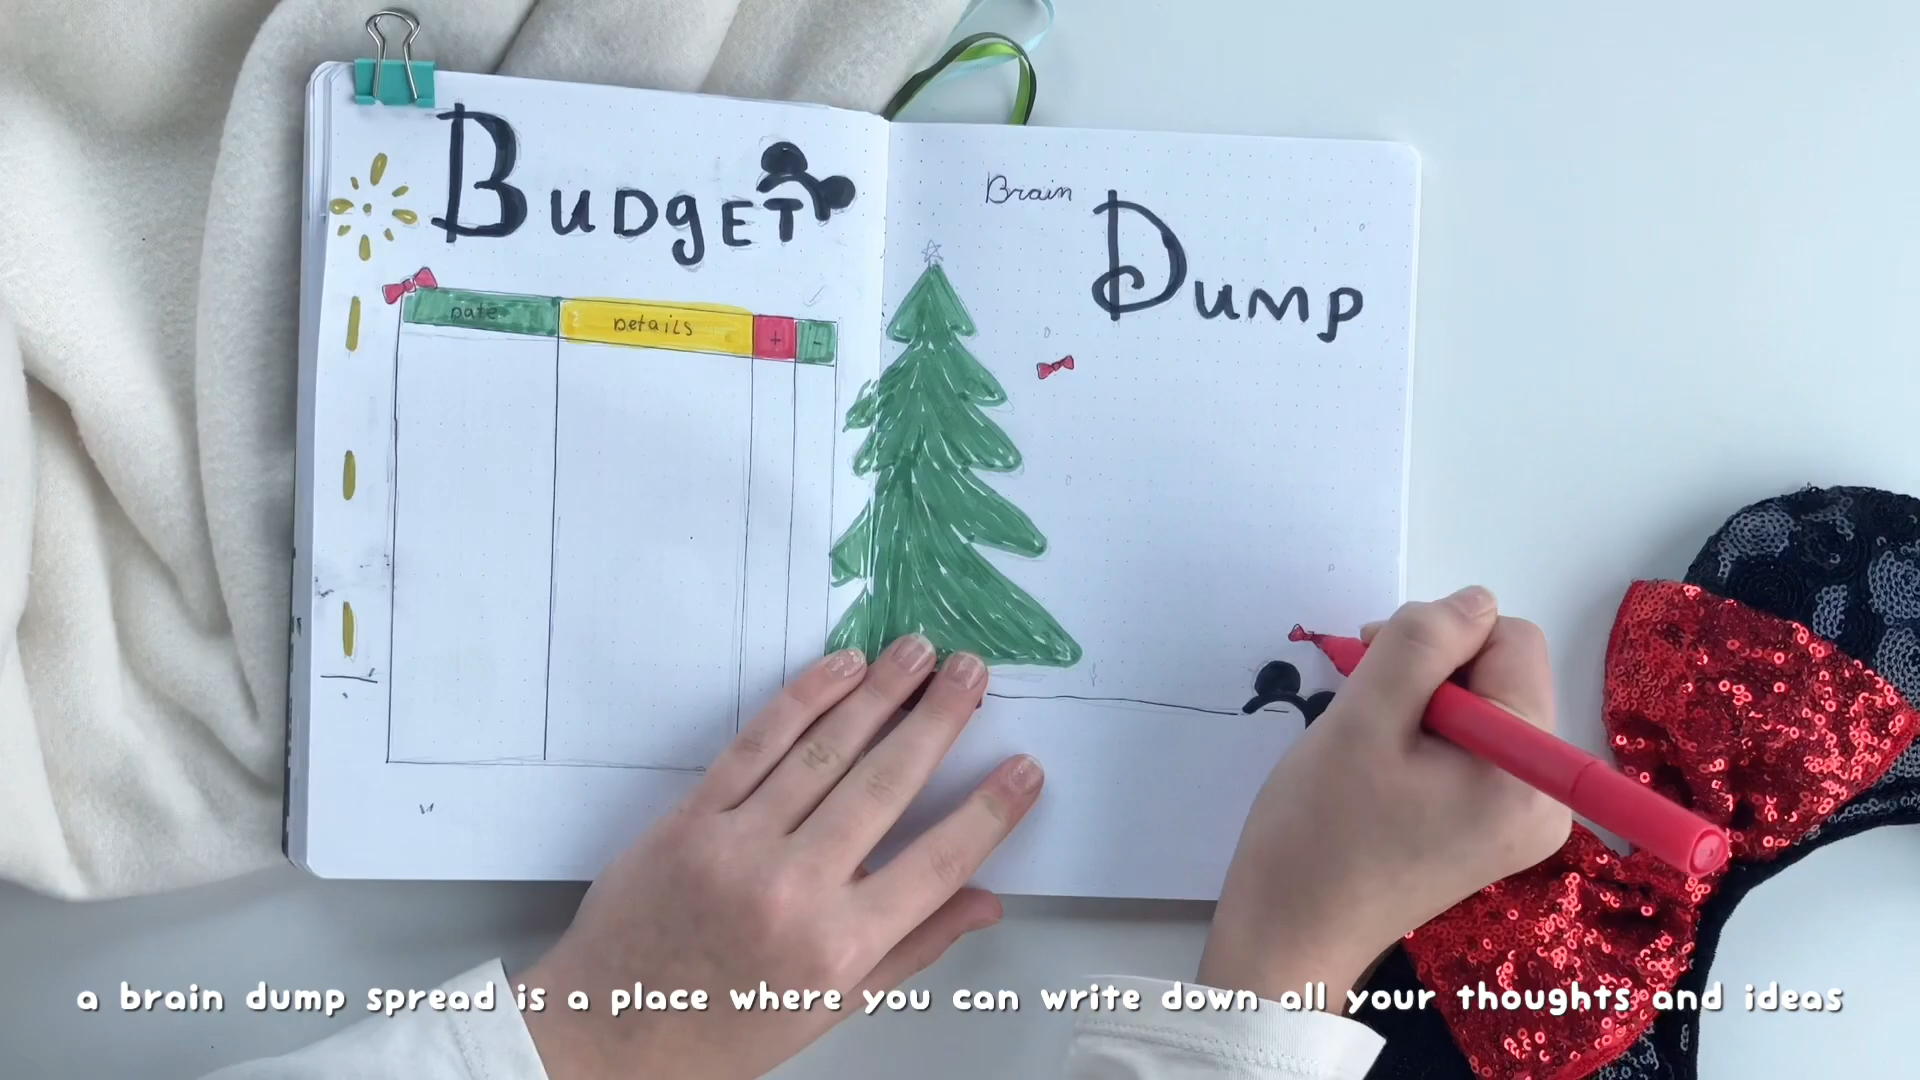 BudgET
Date
Details
+
-
Brain
Dump
a brain dump spread is a place where you can write down all your thoughts and ideas